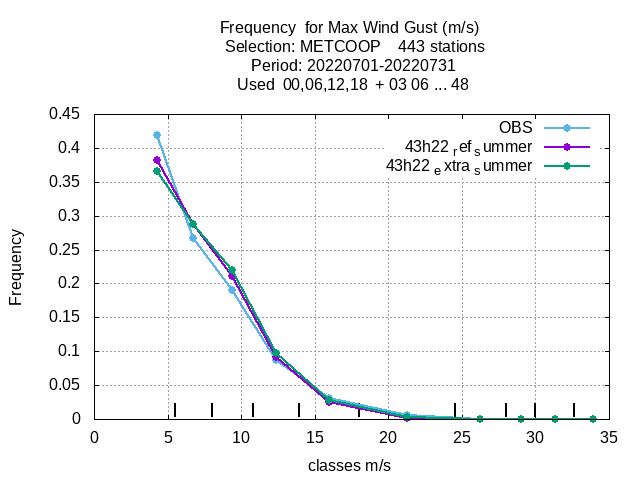 Frequency  for Max Wind Gust (m/s)
Selection: METCOOP    443 stations
Period: 20220701-20220731
Used  00,06,12,18  + 03 06 ... 48
0.45
0.4
0.35
0.3
0.25
0.2
0.15
0.1
0.05
0
Frequency
OBS
43h22 ref summer
43h22 extra summer
0 5 10 15 20 25 30 35
classes m/s